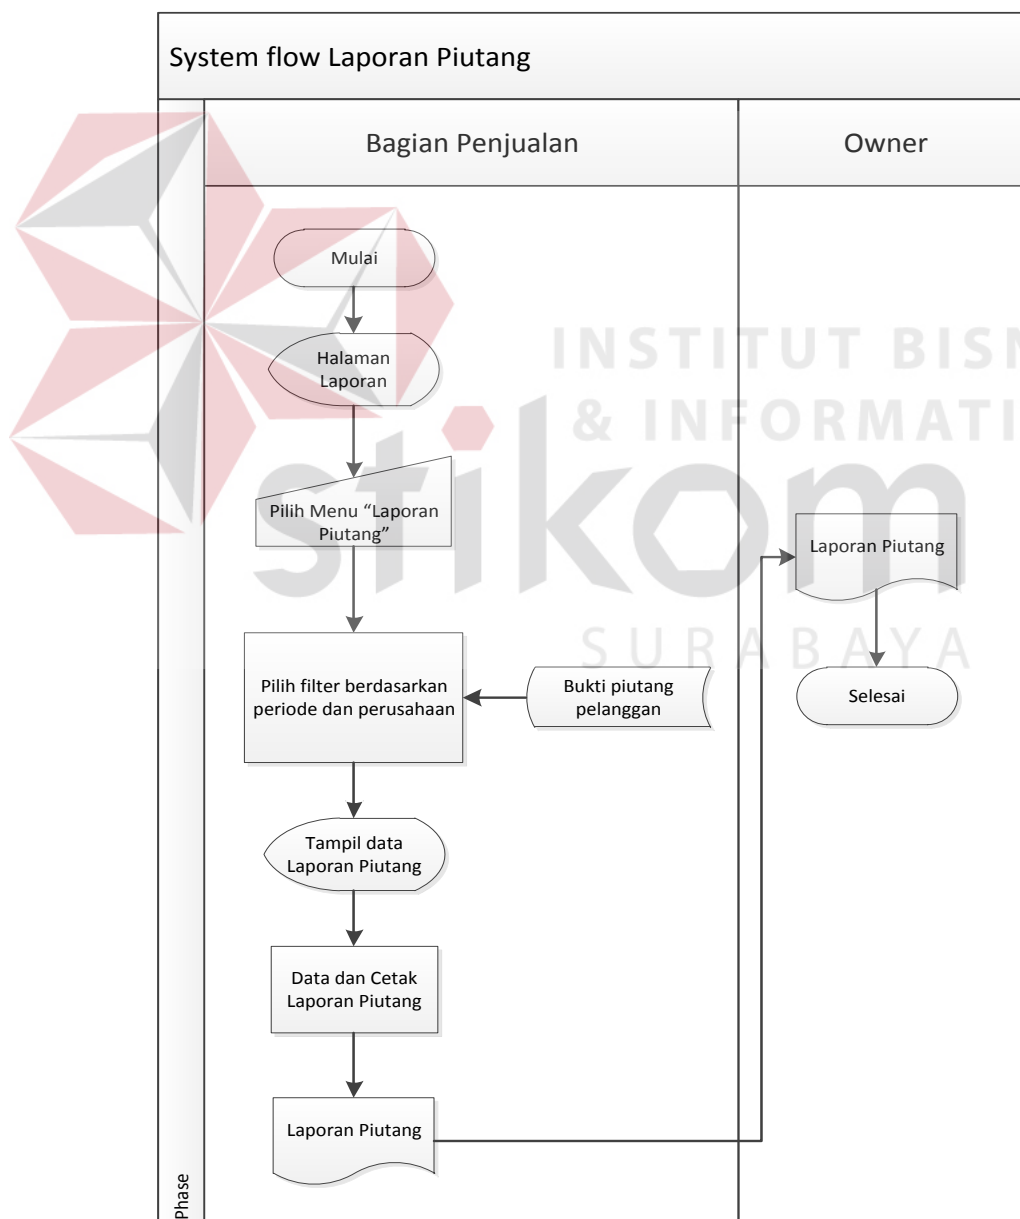 System flow Laporan Piutang
Bagian Penjualan
Owner
Mulai
Halaman
Laporan
Pilih Menu “Laporan
Piutang”
Pilih filter berdasarkan
periode dan perusahaan
Bukti piutang
pelanggan
Tampil data
Laporan Piutang
Data dan Cetak
Laporan Piutang
Laporan Piutang
Laporan Piutang
Selesai
Phase
INSTITUT BISN
& INFORMATI
stikom
SURABAYA